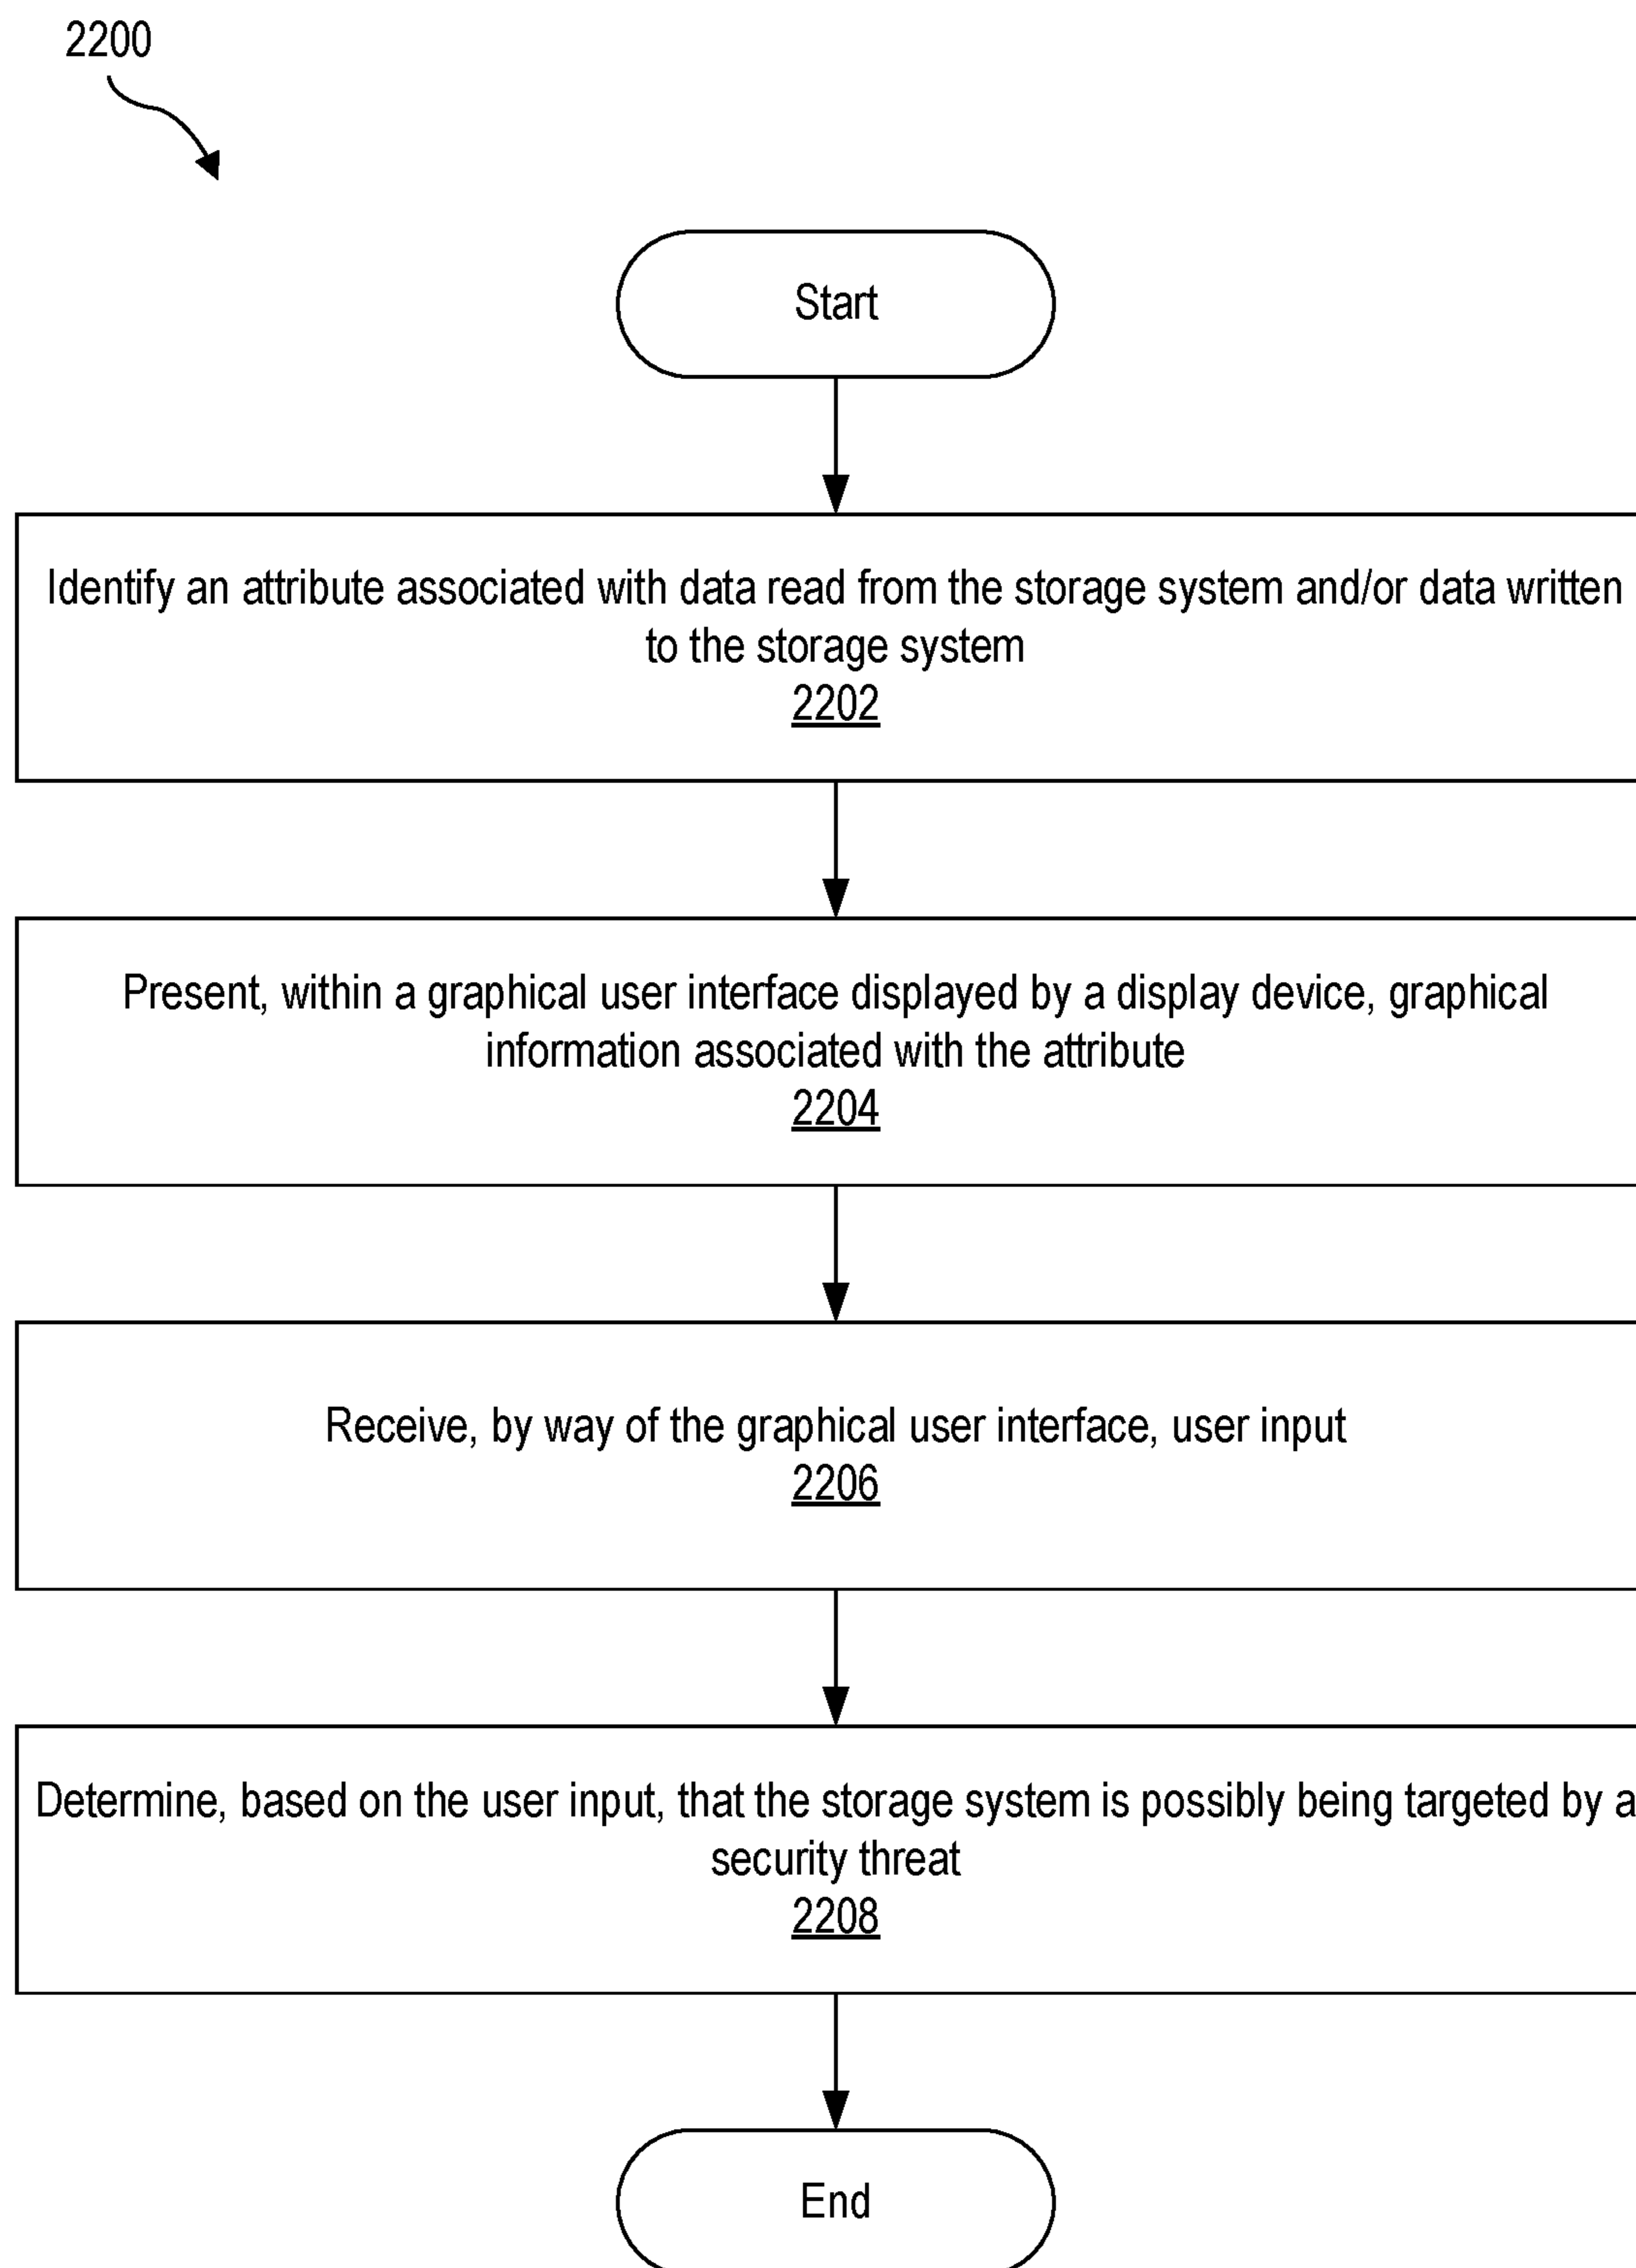 2200
Start
Identify an attribute associated with data read from the storage system and/or data written
to the storage system
2202
Present, within a graphical user interface displayed by a display device, graphical
information associated with the attribute
2204
Receive, by way of the graphical user interface, user input
2206
Determine, based on the user input, that the storage system is possibly being targeted by a
security threat
2208
End